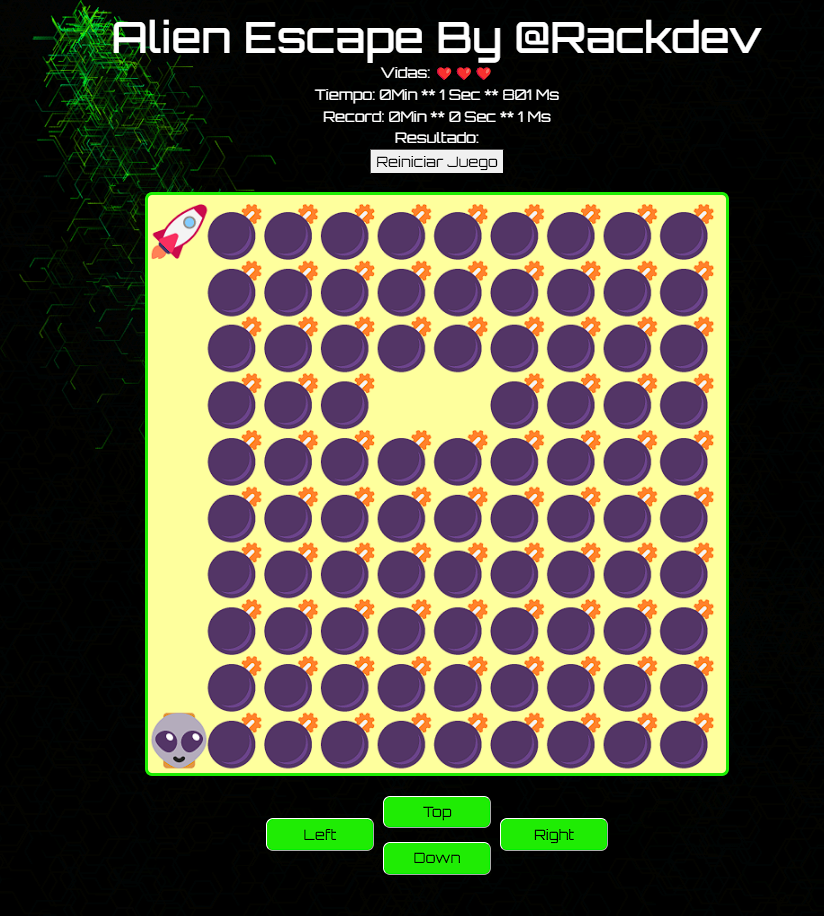 Alien Escape By @Rackdev
Vidas:
Tiempo: 0Min ** 1 Sec ** 801 Ms
Record: 0Min ** 0 Sec ** 1 Ms
Resultado:
Reiniciar Juego
Top
Left
Right
Down